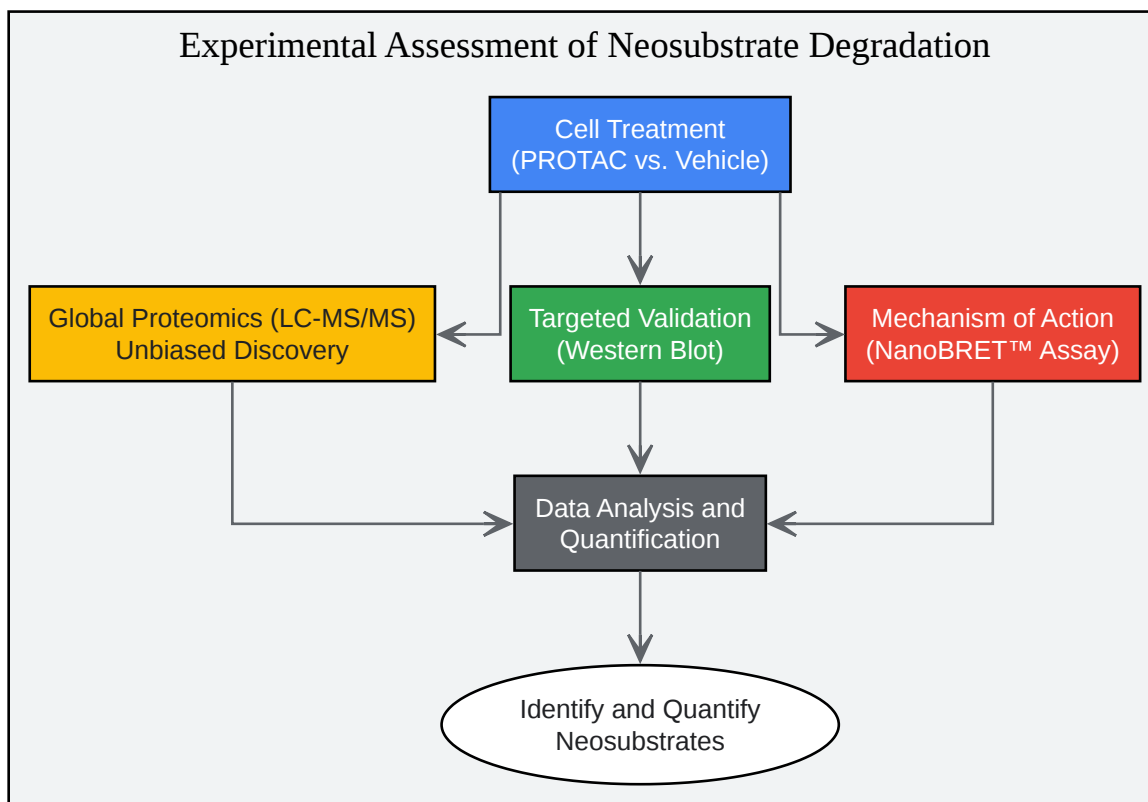 Experimental Assessment of Neosubstrate Degradation
Cell Treatment
(PROTAC vs. Vehicle)
Global Proteomics (LC-MS/MS)
Unbiased Discovery
Targeted Validation
(Western Blot)
Mechanism of Action
(NanoBRET™ Assay)
Data Analysis and
Quantification
Identify and Quantify
Neosubstrates